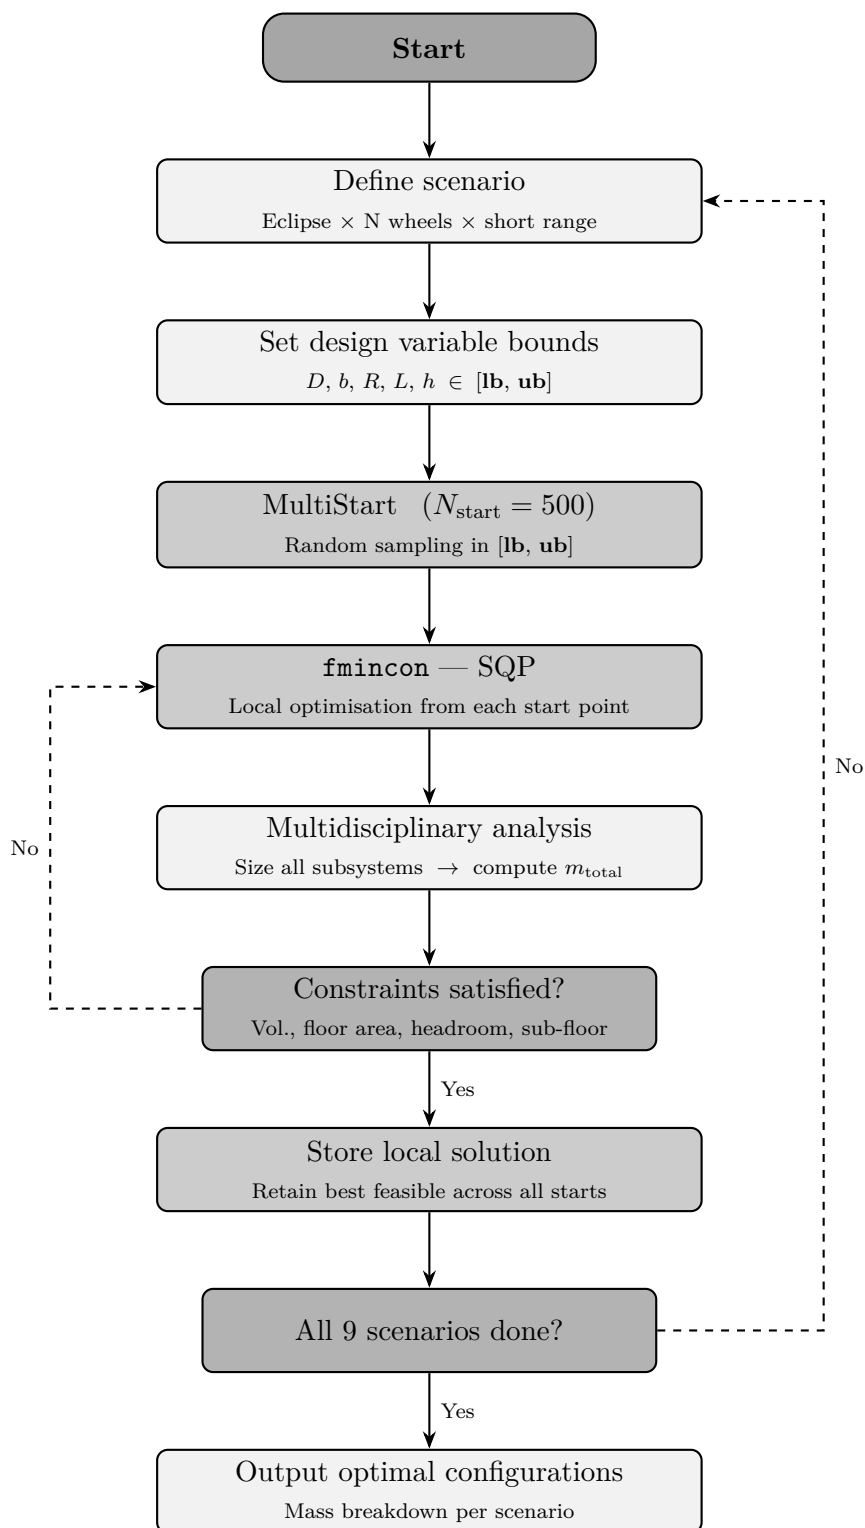 Start
Define scenario
Eclipse × N wheels × short range
Set design variable bounds
D, b, R, L, h ∈ [lb, ub]
MultiStart (N_start = 500)
Random sampling in [lb, ub]
fmincon — SQP
Local optimisation from each start point
No
Multidisciplinary analysis
No
Size all subsystems → compute m_total
Constraints satisfied?
Vol., floor area, headroom, sub-floor
Yes
Store local solution
Retain best feasible across all starts
All 9 scenarios done?
Yes
Output optimal configurations
Mass breakdown per scenario